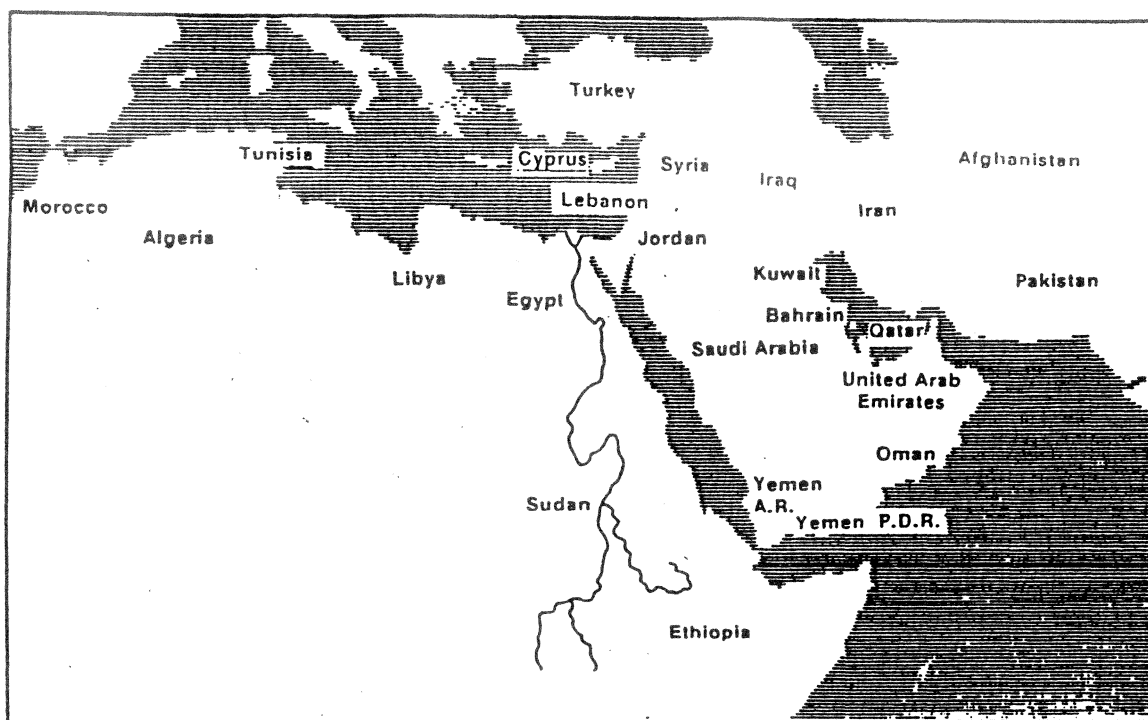 Turkey
Tunisia
Cyprus
Syria
Iraq
Afghanistan
Morocco
Lebanon
Iran
Algeria
Jordan
Libya
Kuwait
Pakistan
Egypt
Bahrain
Qatar
Saudi Arabia
United Arab
Emirates
Oman
Yemen
A.R.
Sudan
Yemen P.D.R.
Ethiopia